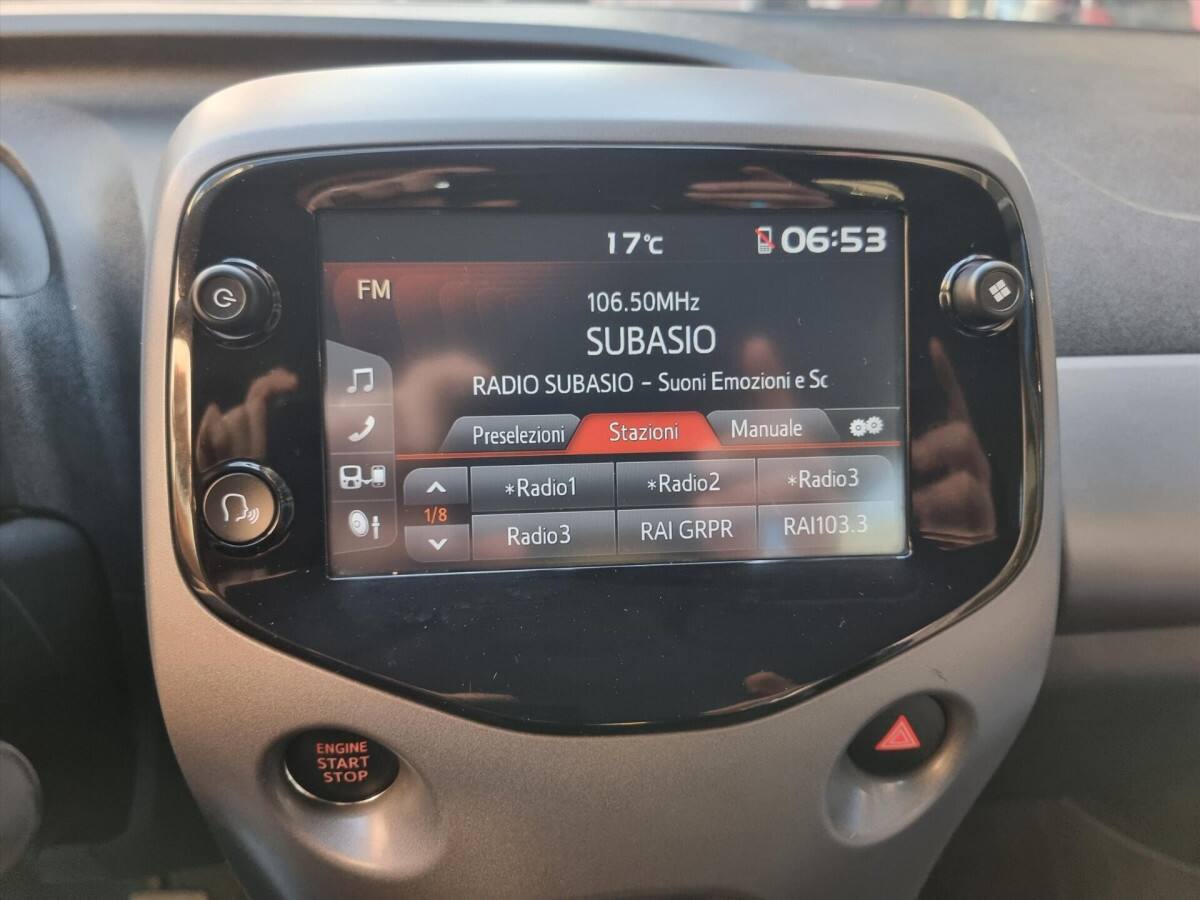 17°C 06:53
FM
106.50MHz
SUBASIO
RADIO SUBASIO – Suoni Emozioni e Sc
Preselezioni Stazioni Manuale
*Radio1 *Radio2 *Radio3
1/8
Radio3 RAI GRPR RAI103.3
ENGINE
START
STOP